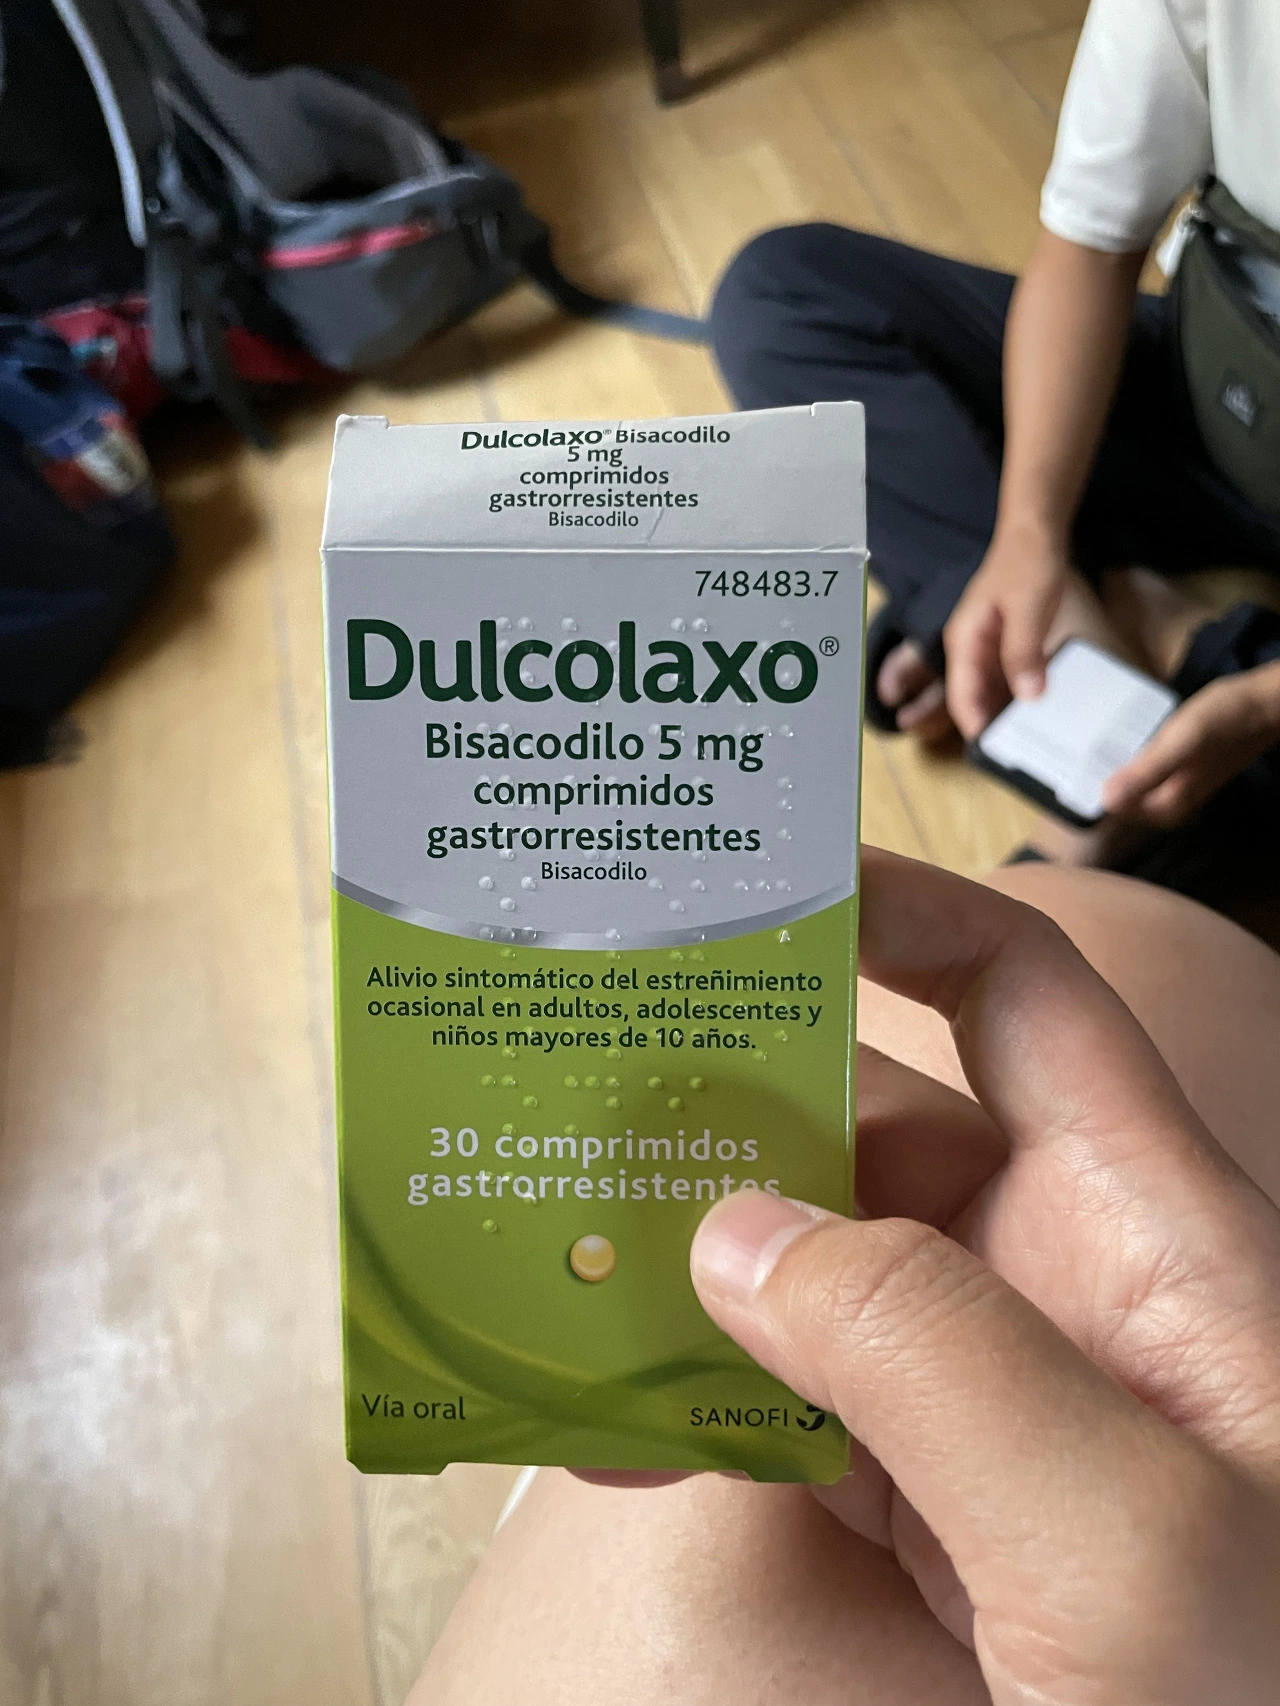 Dulcolaxo® Bisacodilo
5 mg
comprimidos
gastrorresistentes
Bisacodilo
748483.7
Dulcolaxo®
Bisacodilo 5 mg
comprimidos
gastrorresistentes
Bisacodilo
Alivio sintomático del estreñimiento
ocasional en adultos, adolescentes y
niños mayores de 10 años.
30 comprimidos
gastrorresistentes
Vía oral
SANOFI